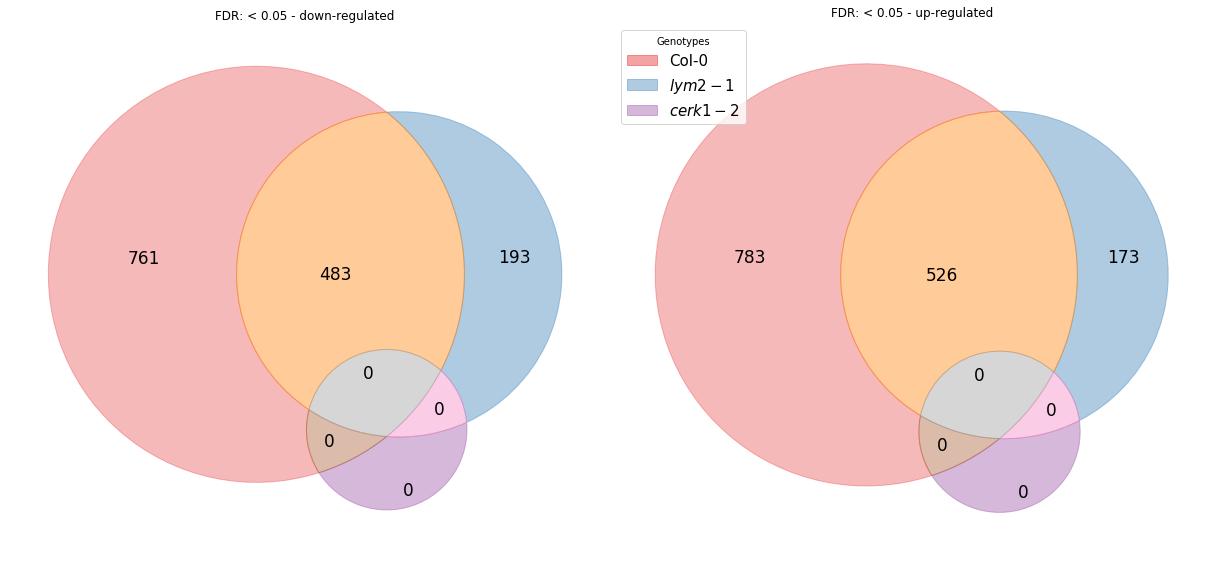 FDR: < 0.05 - down-regulated
761
483
193
0
0
0
0
FDR: < 0.05 - up-regulated
Genotypes
Col-0
lym2 − 1
cerk1 − 2
783
526
173
0
0
0
0